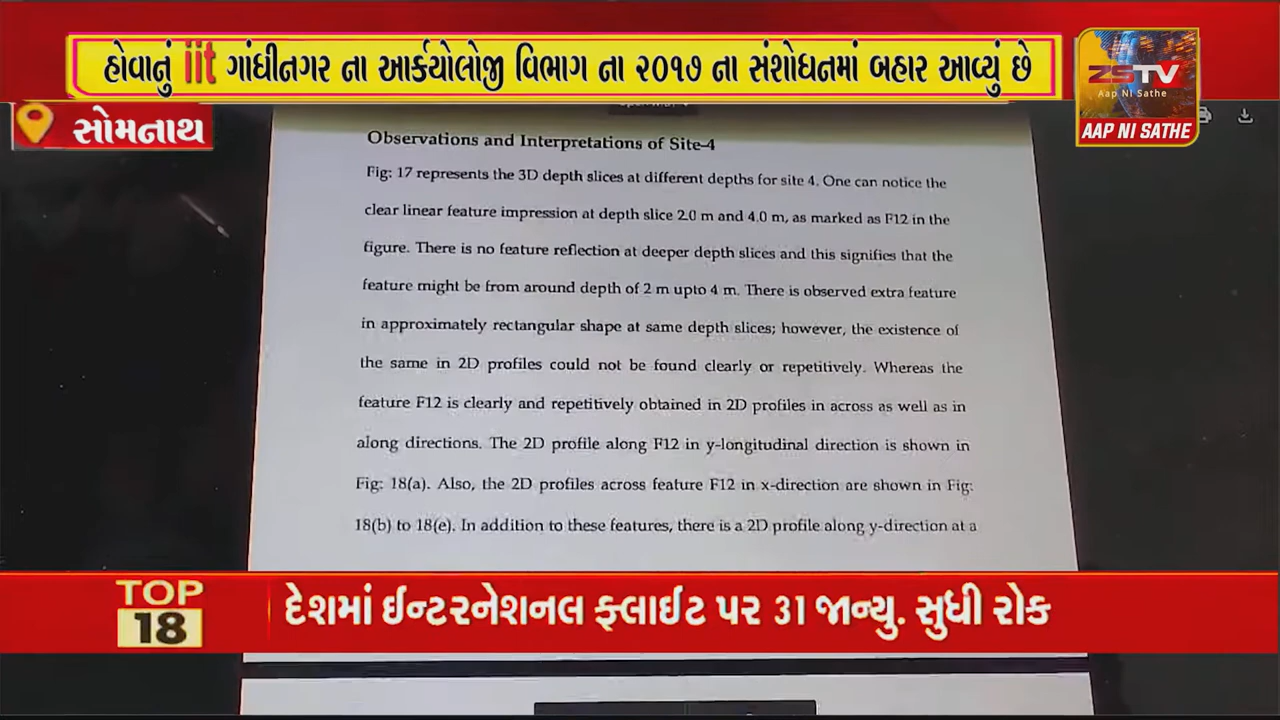 હોવાનું iit ગાંધીનગર ના આર્કયોલોજી વિભાગ ના ૨૦૧૭ ના સંશોધનમાં બહાર આવ્યું છે
ZSTV
Aap Ni Sathe
AAP NI SATHE
સોમનાથ
Observations and Interpretations of Site-4
Fig: 17 represents the 3D depth slices at different depths for site 4. One can notice the
clear linear feature impression at depth slice 2.0 m and 4.0 m, as marked as F12 in the
figure. There is no feature reflection at deeper depth slices and this signifies that the
feature might be from around depth of 2 m upto 4 m. There is observed extra feature
in approximately rectangular shape at same depth slices; however, the existence of
the same in 2D profiles could not be found clearly or repetitively. Whereas the
feature F12 is clearly and repetitively obtained in 2D profiles in across as well as in
along directions. The 2D profile along F12 in y-longitudinal direction is shown in
Fig: 18(a). Also, the 2D profiles across feature F12 in x-direction are shown in Fig:
18(b) to 18(e). In addition to these features, there is a 2D profile along y-direction at a
TOP
18
દેશમાં ઈન્ટરનેશનલ ફ્લાઈટ પર 31 જાન્યુ. સુધી રોક